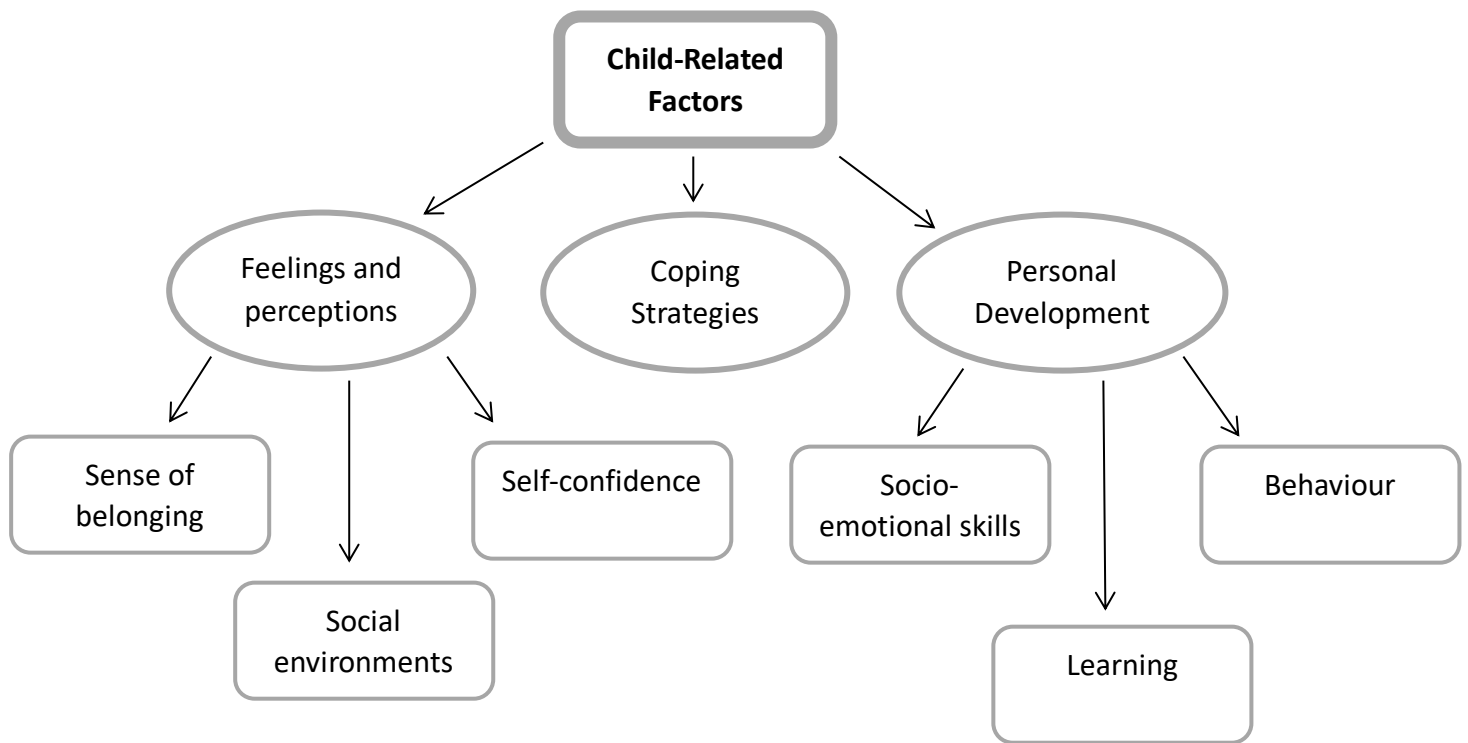 Child-Related
Factors
Feelings and
perceptions
Coping
Strategies
Personal
Development
Sense of
belonging
Social
environments
Self-confidence
Socio-
emotional skills
Learning
Behaviour